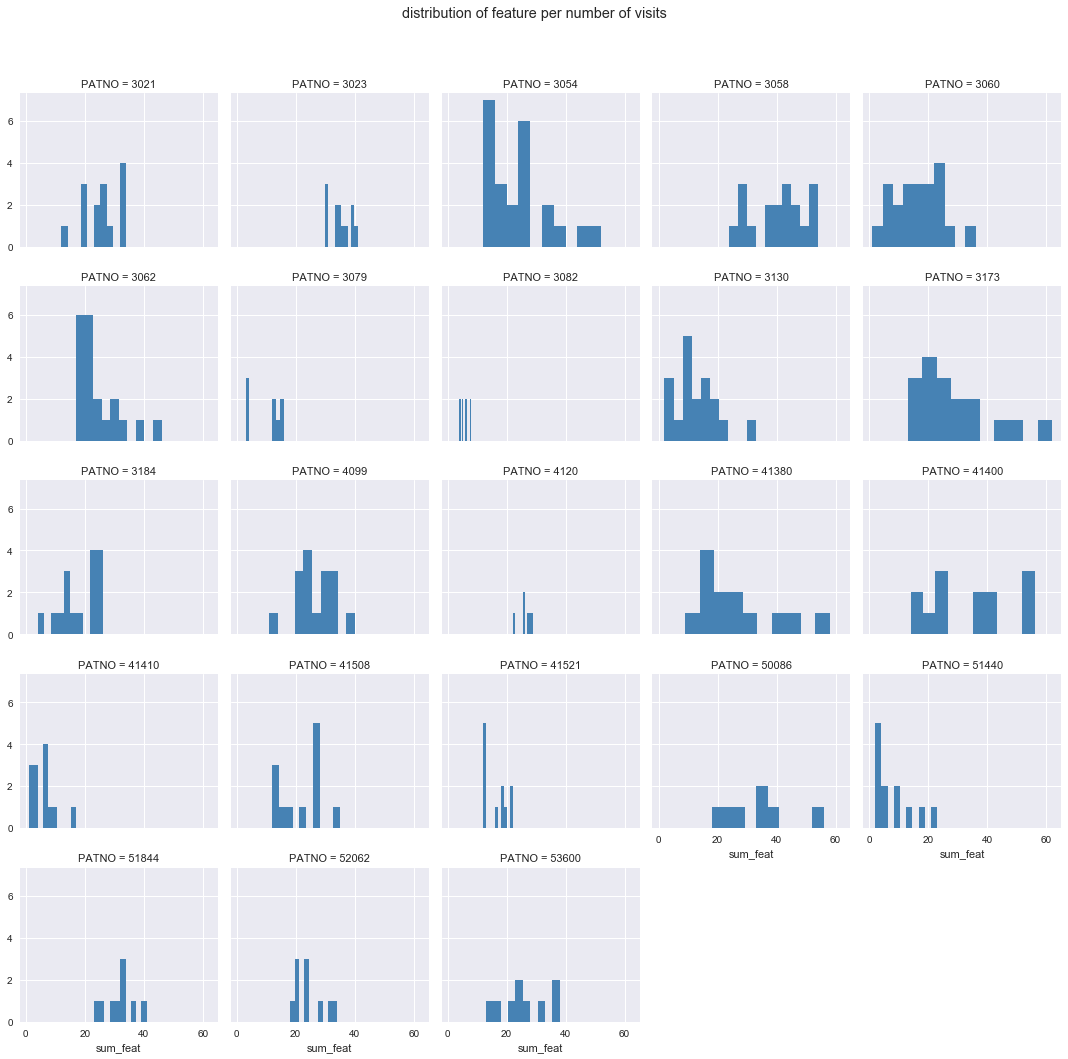 distribution of feature per number of visits
PATNO = 3021 PATNO = 3023 PATNO = 3054 PATNO = 3058 PATNO = 3060
6
4
2
0
PATNO = 3062 PATNO = 3079 PATNO = 3082 PATNO = 3130 PATNO = 3173
6
4
2
0
PATNO = 3184 PATNO = 4099 PATNO = 4120 PATNO = 41380 PATNO = 41400
6
4
2
0
PATNO = 41410 PATNO = 41508 PATNO = 41521 PATNO = 50086 PATNO = 51440
6
4
2
0
0 20 40 60 0 20 40 60
sum_feat sum_feat
PATNO = 51844 PATNO = 52062 PATNO = 53600
6
4
2
0
0 20 40 60 0 20 40 60 0 20 40 60
sum_feat sum_feat sum_feat